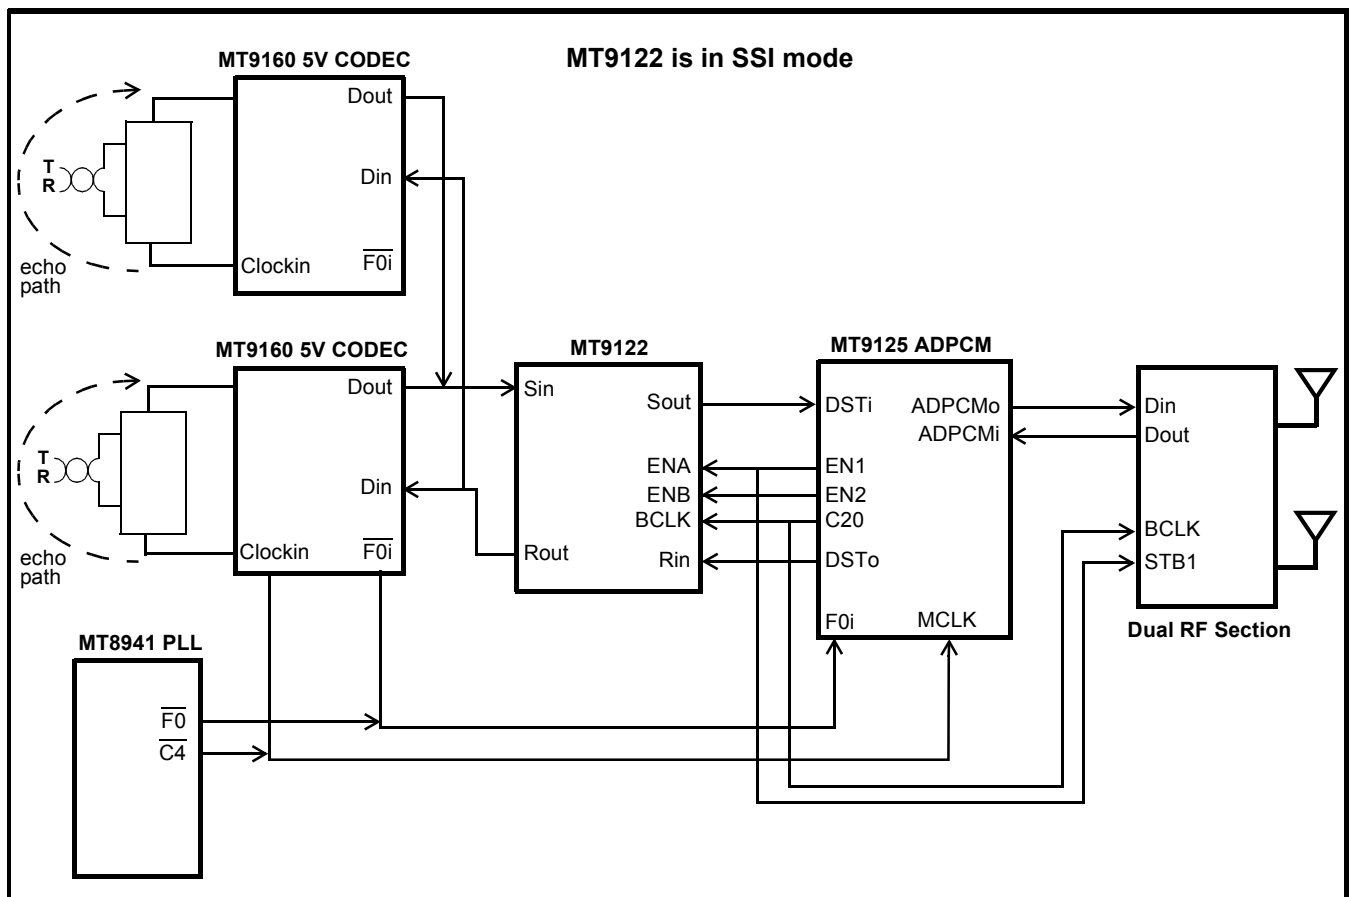 MT9122 is in SSI mode
MT9160 5V CODEC
Dout
Din
Clockin
F0i
T
R
echo
path
MT9160 5V CODEC
Dout
Din
Clockin
F0i
T
R
echo
path
MT9122
Sin
Sout
ENA
ENB
BCLK
Rin
Rout
MT9125 ADPCM
DSTi
ADPCMo
ADPCMi
EN1
EN2
C20
DSTo
F0i
MCLK
Din
Dout
BCLK
STB1
Dual RF Section
MT8941 PLL
F0
C4